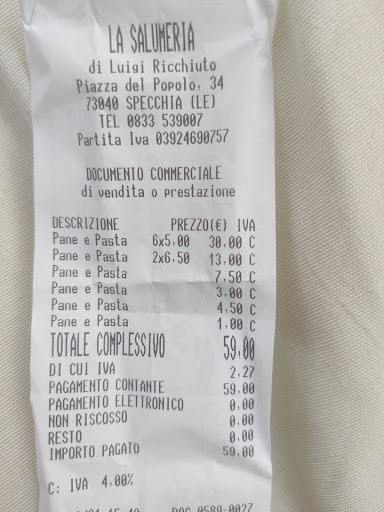 LA SALUMERIA
di Luigi Ricchiuto
Piazza del Popolo, 34
73040 SPECCHIA (LE)
TEL 0833 539007
Partita Iva 03924690757
DOCUMENTO COMMERCIALE
di vendita o prestazione
DESCRIZIONE PREZZO(€) IVA
Pane e Pasta 6x5,00 30,00 C
Pane e Pasta 2x6,50 13,00 C
Pane e Pasta 7,50 C
Pane e Pasta 3,00 C
Pane e Pasta 4,50 C
Pane e Pasta 1,00 C
TOTALE COMPLESSIVO 59,00
DI CUI IVA 2,27
PAGAMENTO CONTANTE 59,00
PAGAMENTO ELETTRONICO 0,00
NON RISCOSSO 0,00
RESTO 0,00
IMPORTO PAGATO 59,00
C: IVA 4,00%
DOC 0589-0027